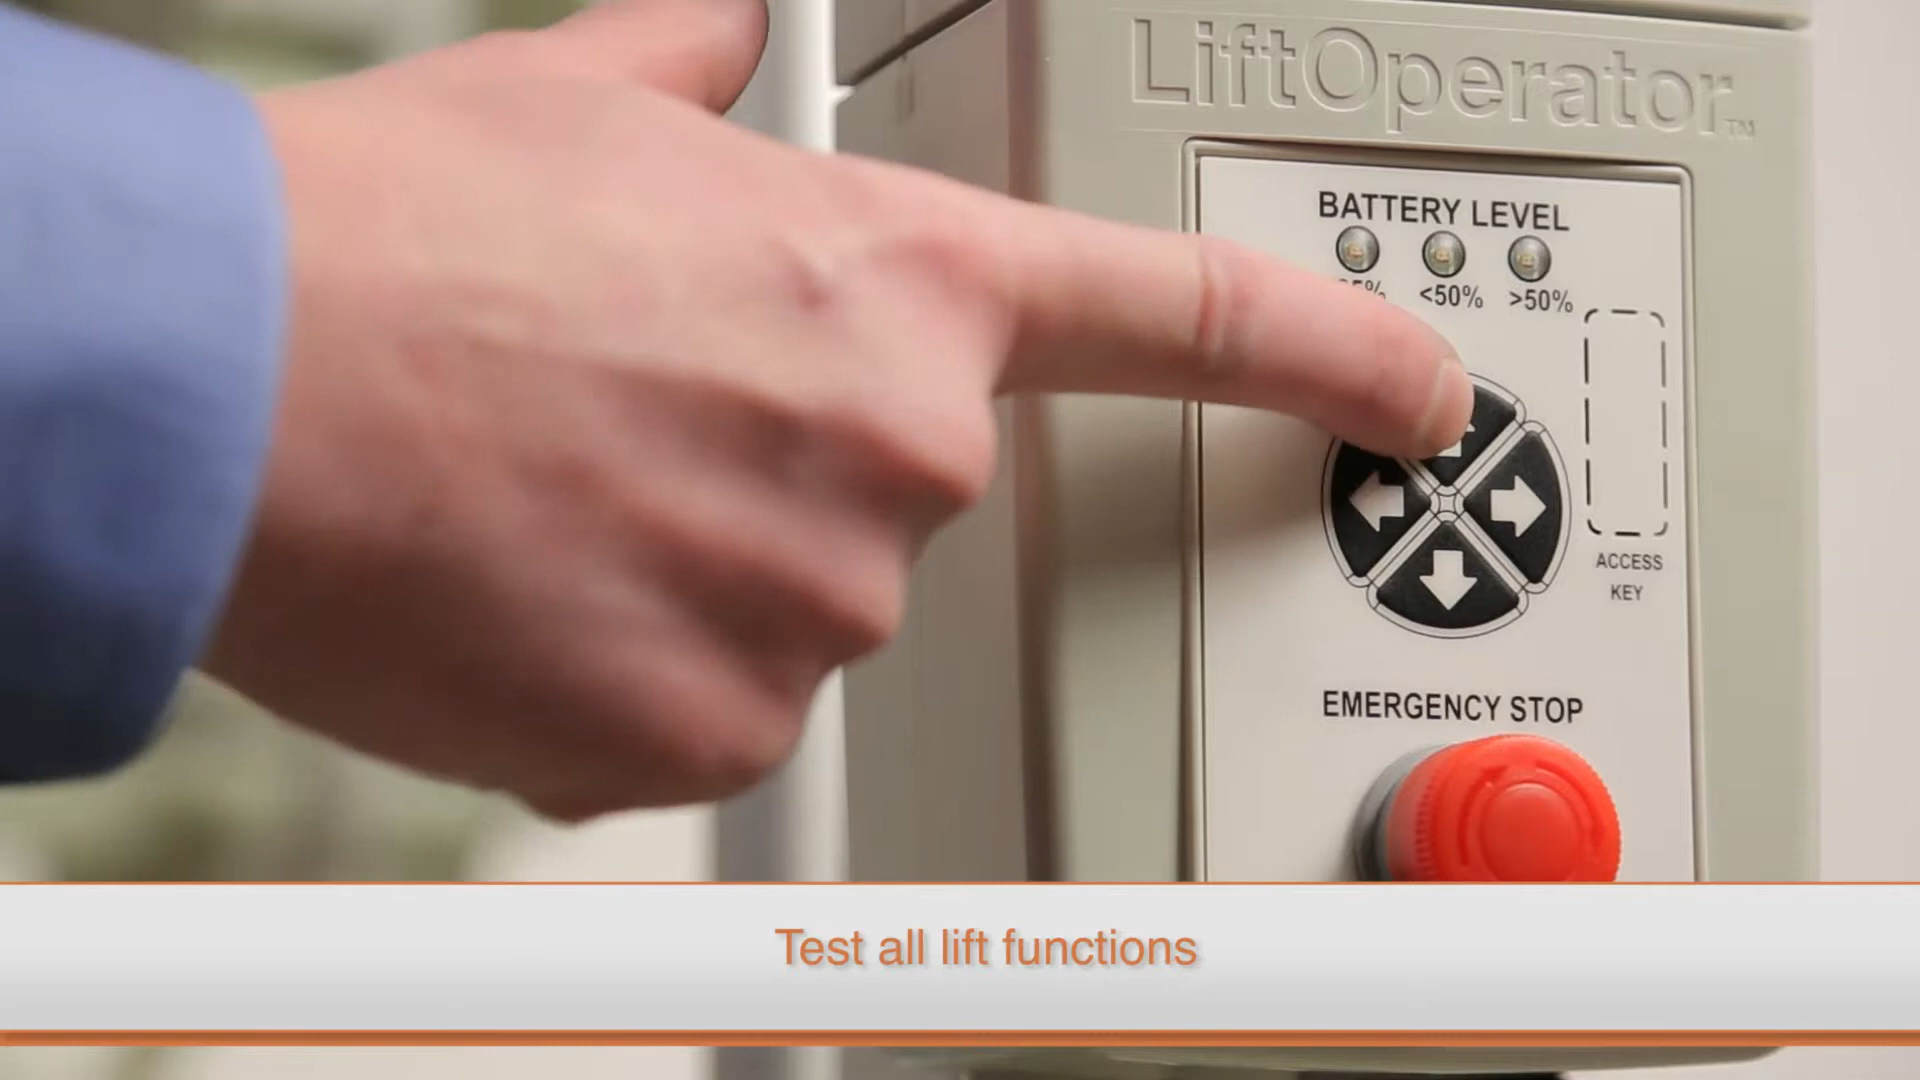 LiftOperator™
BATTERY LEVEL
<50% >50%
ACCESS
KEY
EMERGENCY STOP
Test all lift functions